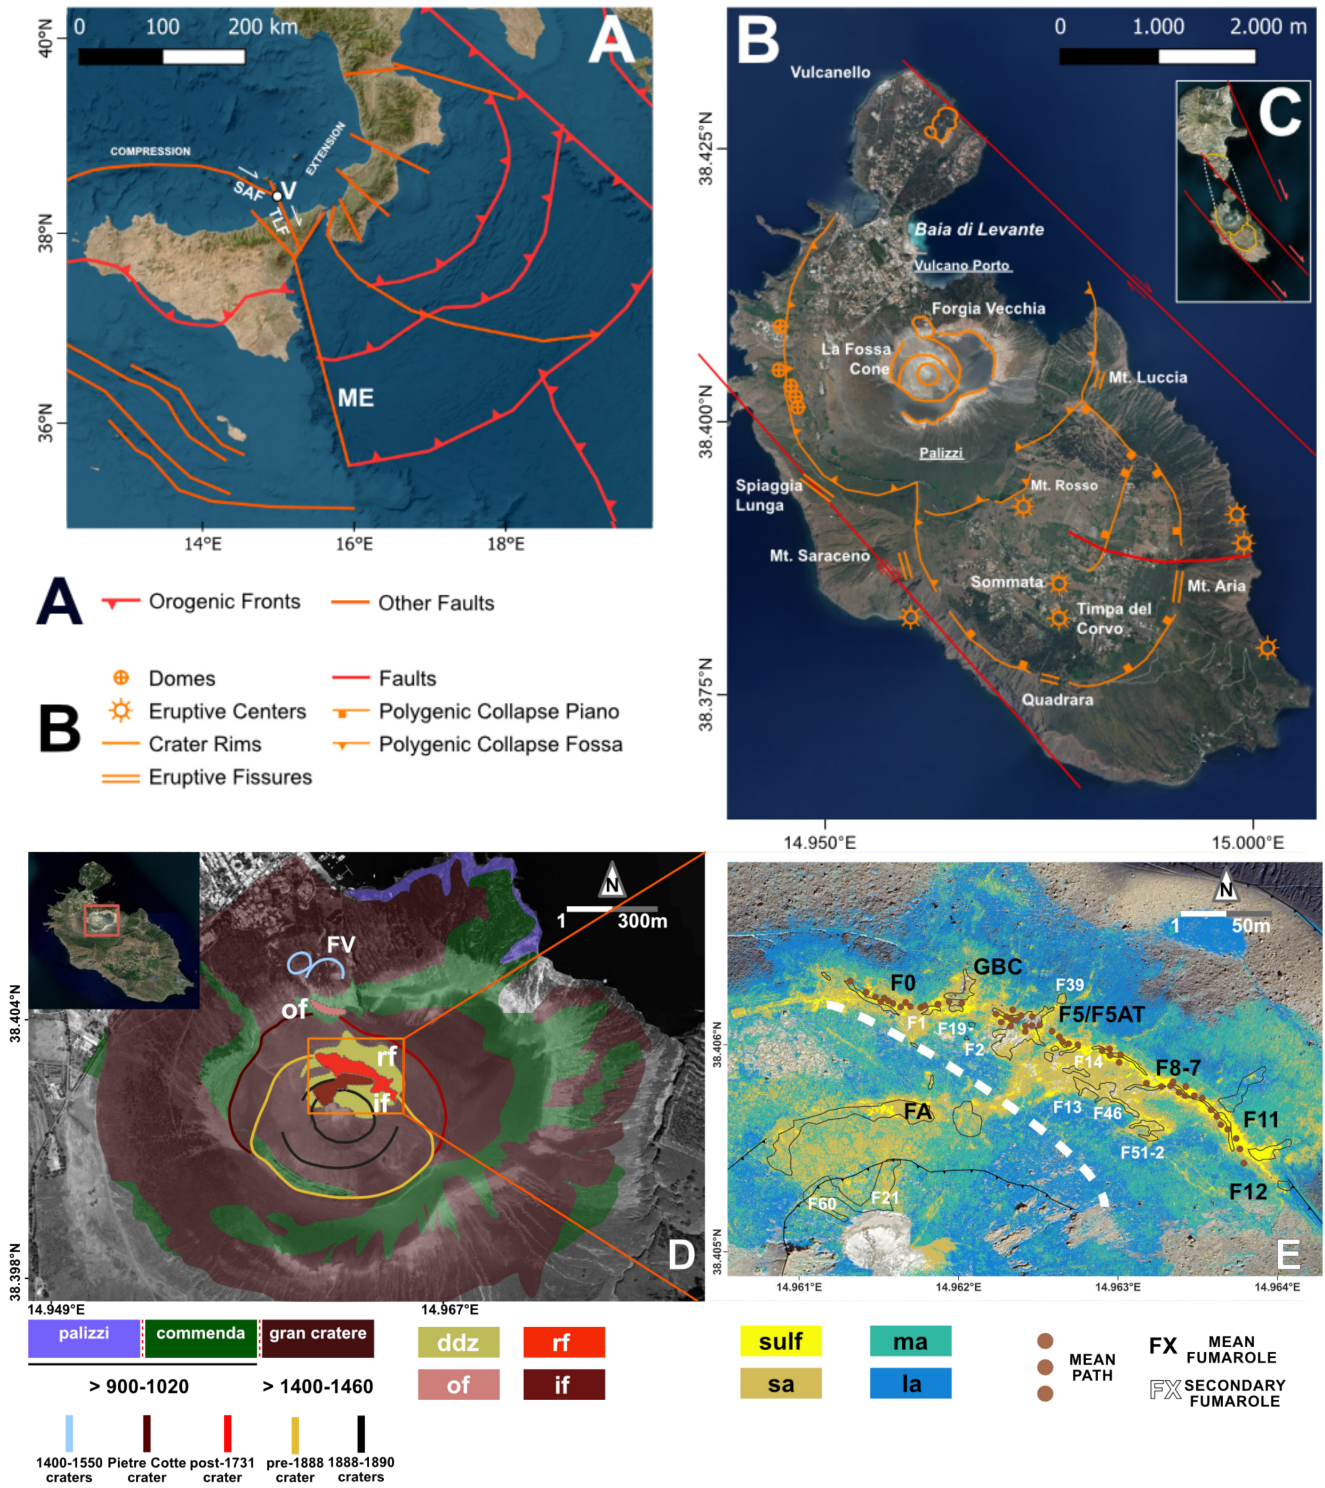 0 100 200 km
A
40°N
38°N
36°N
COMPRESSION
EXTENSION
SAF
V
TLF
ME
14°E 16°E 18°E
B
0 1.000 2.000 m
C
Vulcanello
38.425°N
38.400°N
38.375°N
Baia di Levante
Vulcano Porto
Forgia Vecchia
La Fossa
Cone
Mt. Luccia
Palizzi
Spiaggia
Lunga
Mt. Rosso
Mt. Saraceno
Sommata
Mt. Aria
Timpa del
Corvo
Quadrara
14.950°E 15.000°E
A
Orogenic Fronts
Other Faults
B
Domes
Faults
Eruptive Centers
Polygenic Collapse Piano
Crater Rims
Polygenic Collapse Fossa
Eruptive Fissures
N
1 300m
FV
of
rf
if
D
38.404°N
38.398°N
14.949°E 14.967°E
palizzi
commenda
gran cratere
> 900-1020
> 1400-1460
ddz
rf
of
if
1400-1550
craters
Pietre Cotte
crater
post-1731
crater
pre-1888
crater
1888-1890
craters
N
1 50m
GBC
F0
F39
F1
F19
F5/F5AT
F2
F14
F8-7
FA
F13
F46
F11
F51-2
F60
F21
F12
E
38.406°N
38.405°N
14.961°E 14.962°E 14.963°E 14.964°E
sulf
ma
sa
la
MEAN
PATH
FX MEAN
FUMAROLE
FX SECONDARY
FUMAROLE